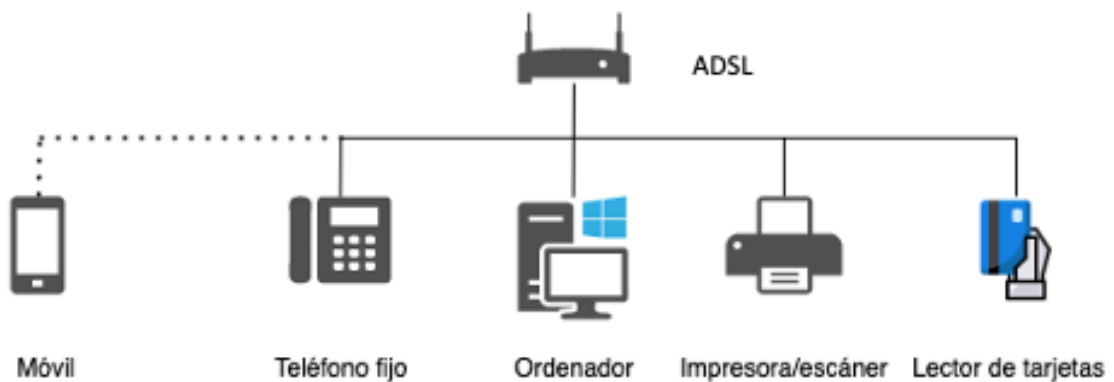 ADSL
Móvil
Teléfono fijo
Ordenador
Impresora/escáner
Lector de tarjetas